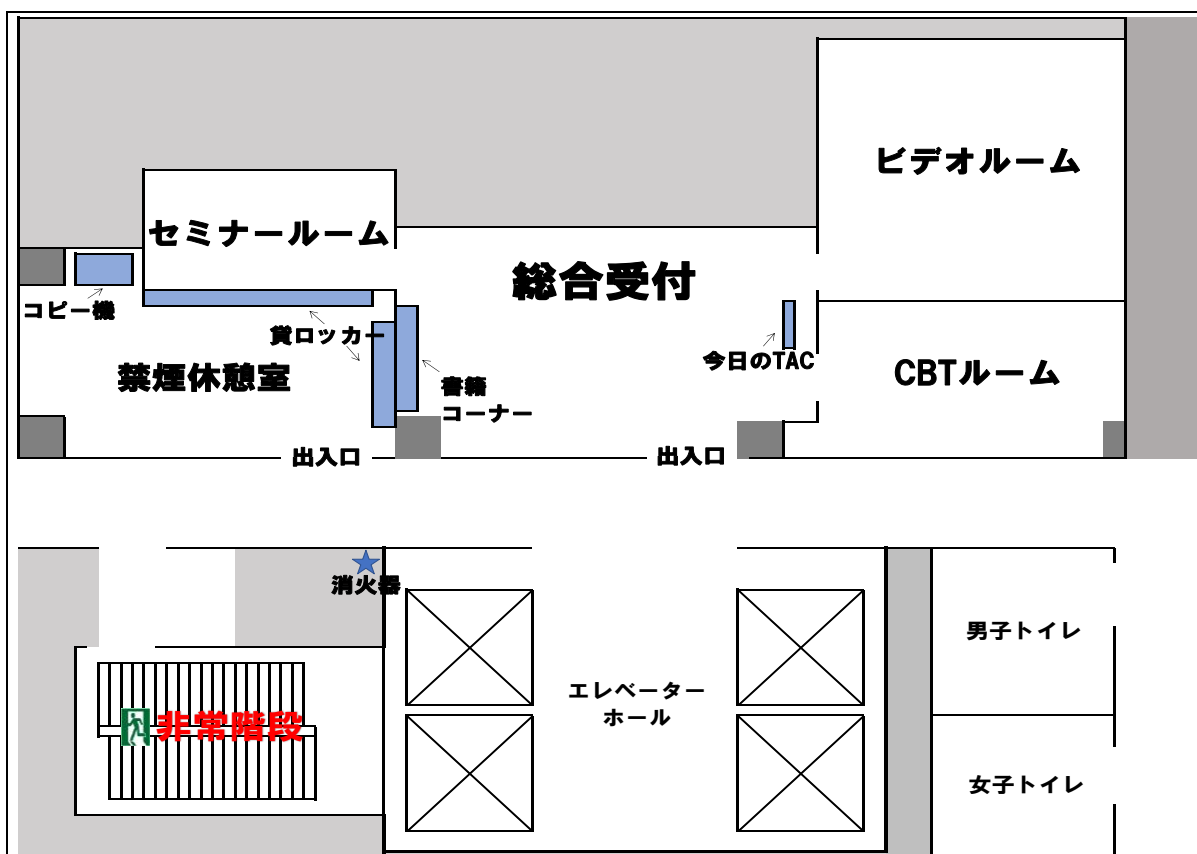 ビデオルーム
セミナールーム
総合受付
コピー機
貸ロッカー
今日のTAC
禁煙休憩室
CBTルーム
書籍
コーナー
出入口
出入口
消火器
男子トイレ
エレベーター
ホール
非常階段
女子トイレ